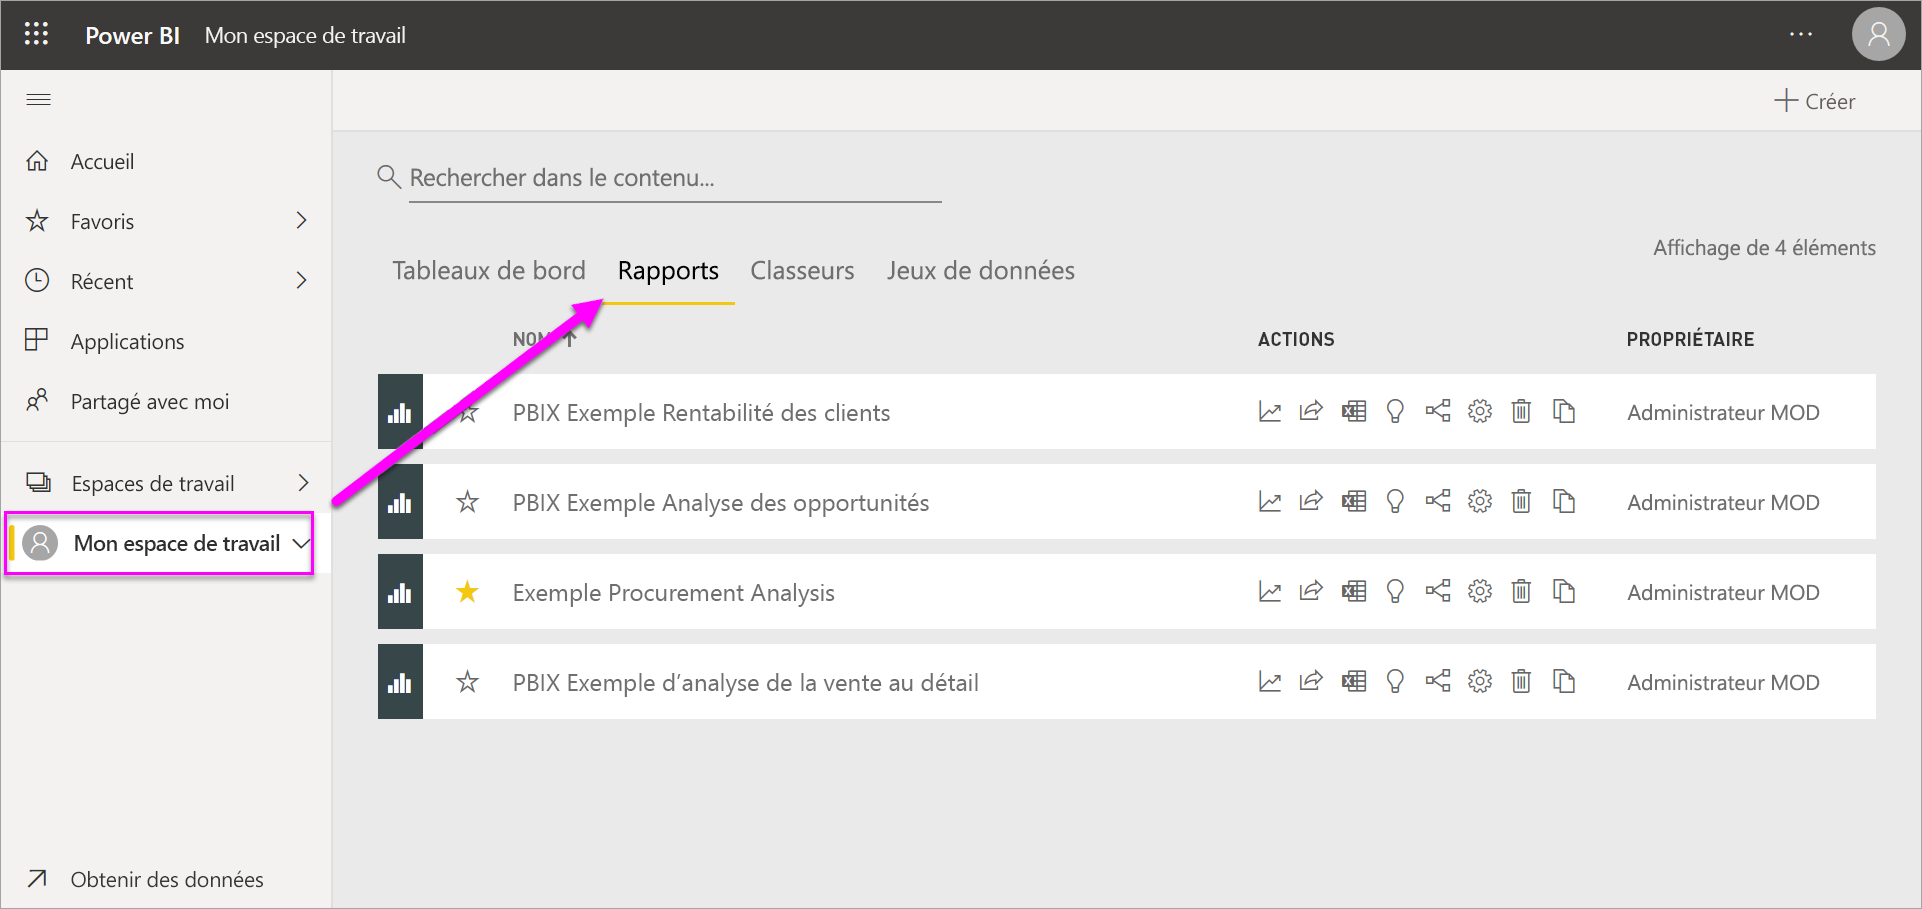 Power BI Mon espace de travail
Créer
Accueil
Favoris
Récent
Applications
Partagé avec moi
Espaces de travail
Mon espace de travail
Obtenir des données
Rechercher dans le contenu...
Affichage de 4 éléments
Tableaux de bord Rapports Classeurs Jeux de données
NOM ACTIONS PROPRIÉTAIRE
PBIX Exemple Rentabilité des clients Administrateur MOD
PBIX Exemple Analyse des opportunités Administrateur MOD
Exemple Procurement Analysis Administrateur MOD
PBIX Exemple d’analyse de la vente au détail Administrateur MOD